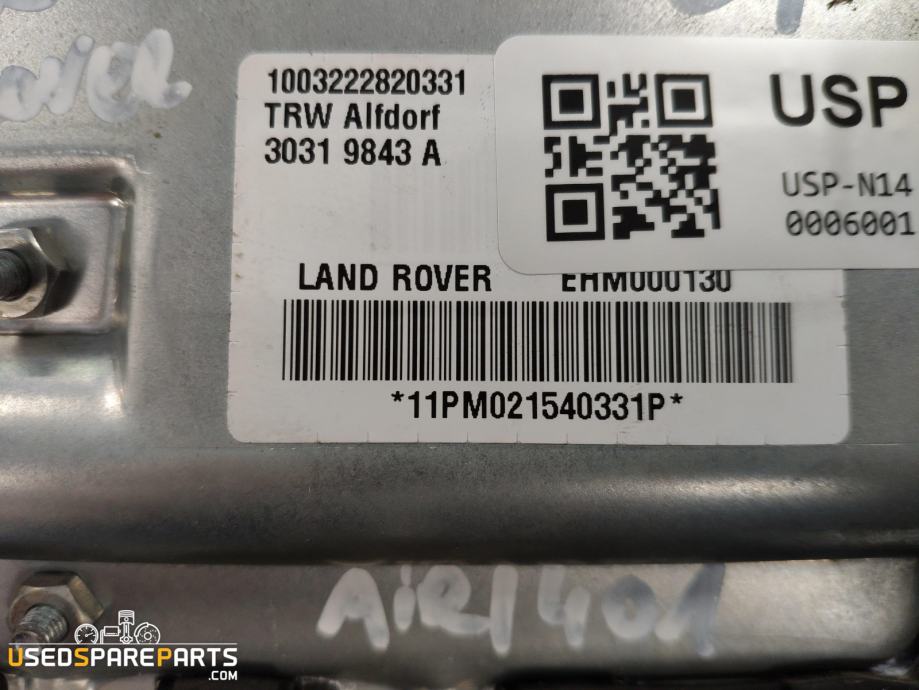 1003222820331
TRW Alfdorf
3031 9843 A
USP
USP-N14
0006001
LAND ROVER EHM000130
*11PM021540331P*
AiR/401
USEDSPAREPARTS
.COM